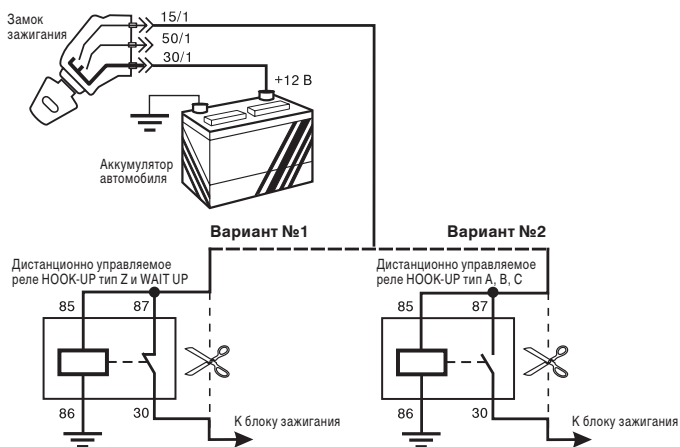 Замок
зажигания
15/1
50/1
30/1
+12 В
Аккумулятор
автомобиля
Вариант №1
Вариант №2
Дистанционно управляемое
реле HOOK-UP тип Z и WAIT UP
Дистанционно управляемое
реле HOOK-UP тип A, B, C
85
87
85
87
86
30
86
30
К блоку зажигания
К блоку зажигания